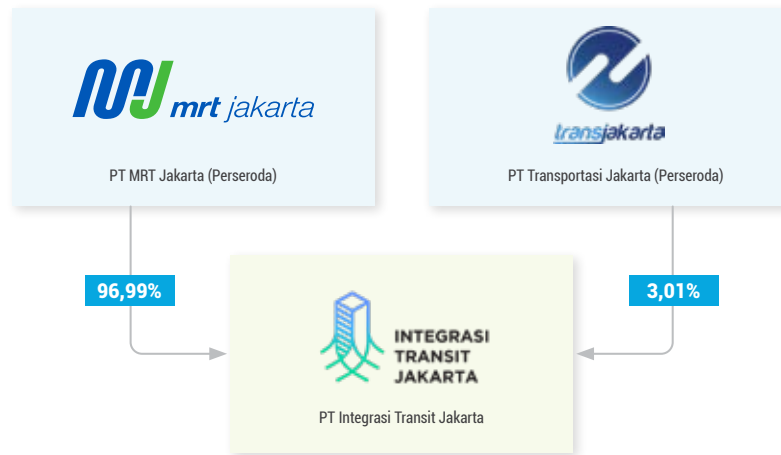 mrt jakarta
transjakarta
PT MRT Jakarta (Perseroda)
PT Transportasi Jakarta (Perseroda)
96,99%
3,01%
INTEGRASI
TRANSIT
JAKARTA
PT Integrasi Transit Jakarta